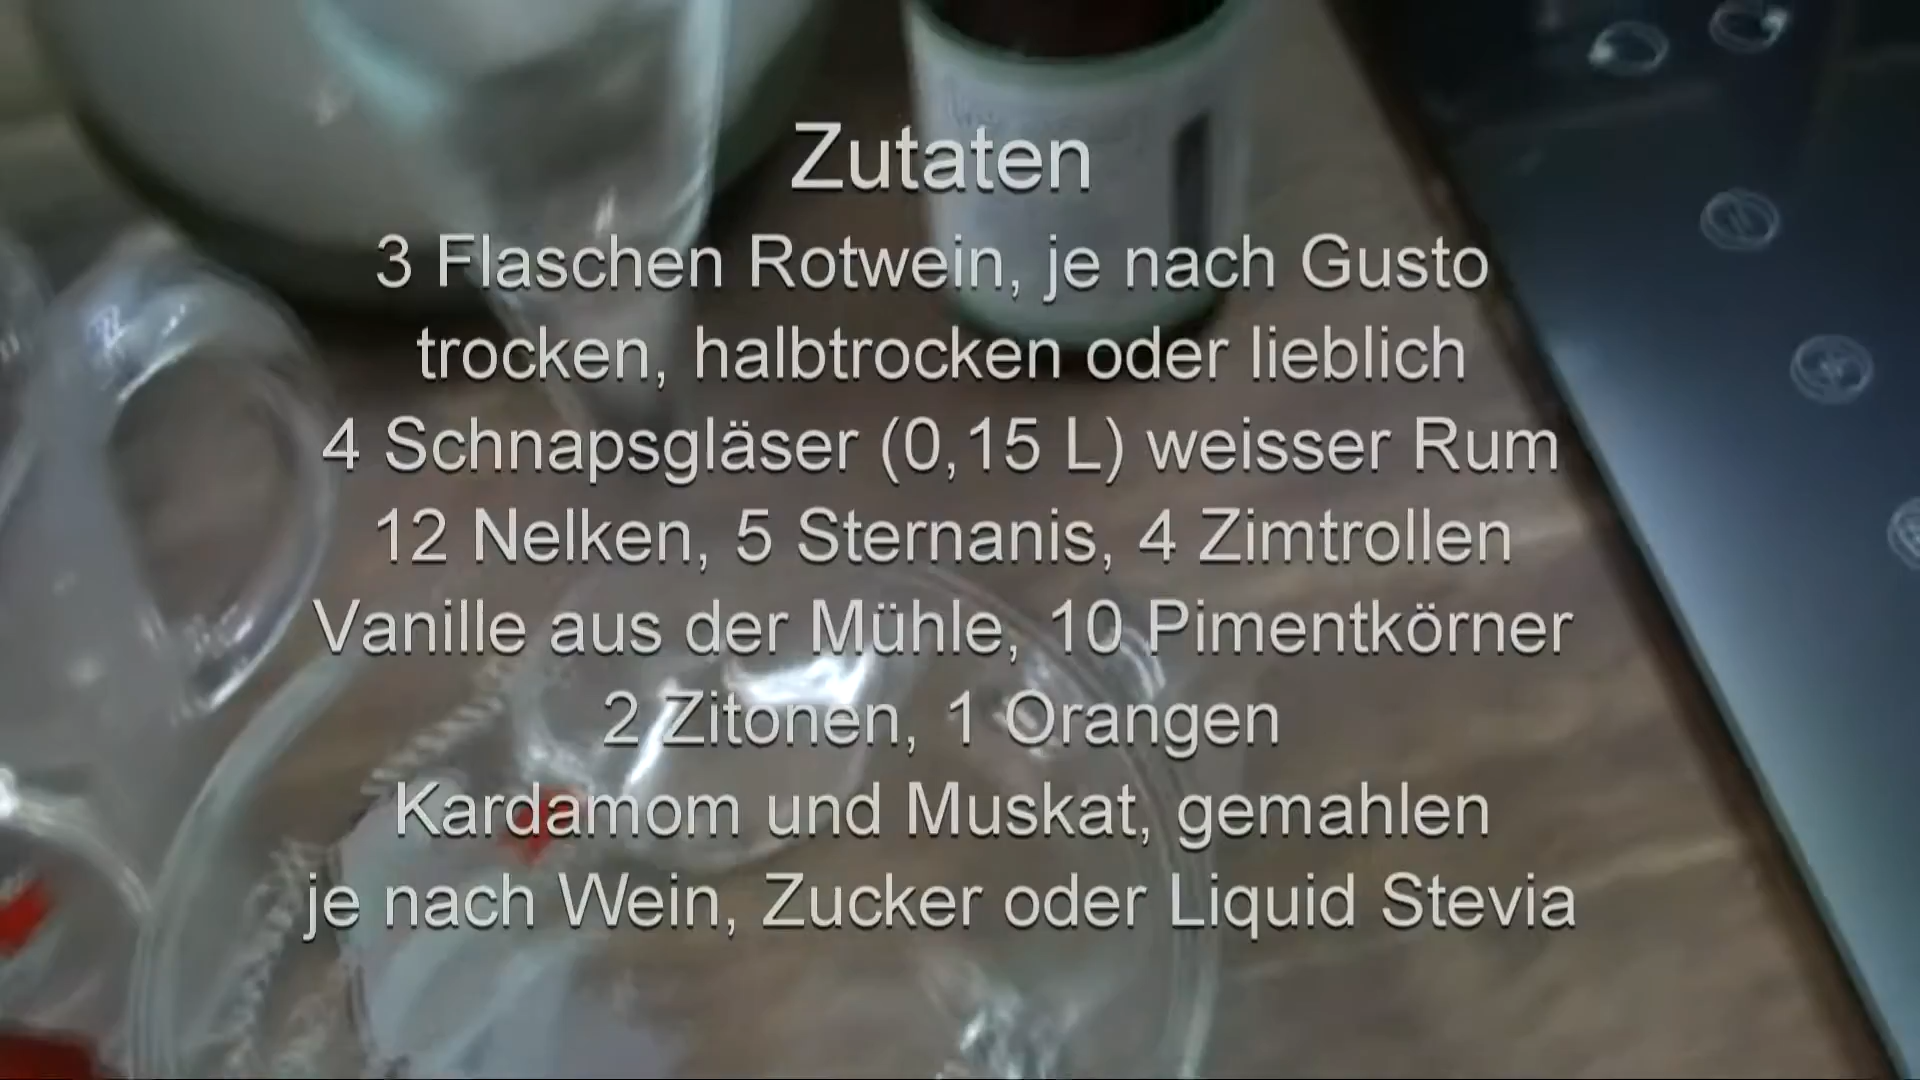 Zutaten
3 Flaschen Rotwein, je nach Gusto
trocken, halbtrocken oder lieblich
4 Schnapsgläser (0,15 L) weisser Rum
12 Nelken, 5 Sternanis, 4 Zimtrollen
Vanille aus der Mühle, 10 Pimentkörner
2 Zitonen, 1 Orangen
Kardamom und Muskat, gemahlen
je nach Wein, Zucker oder Liquid Stevia